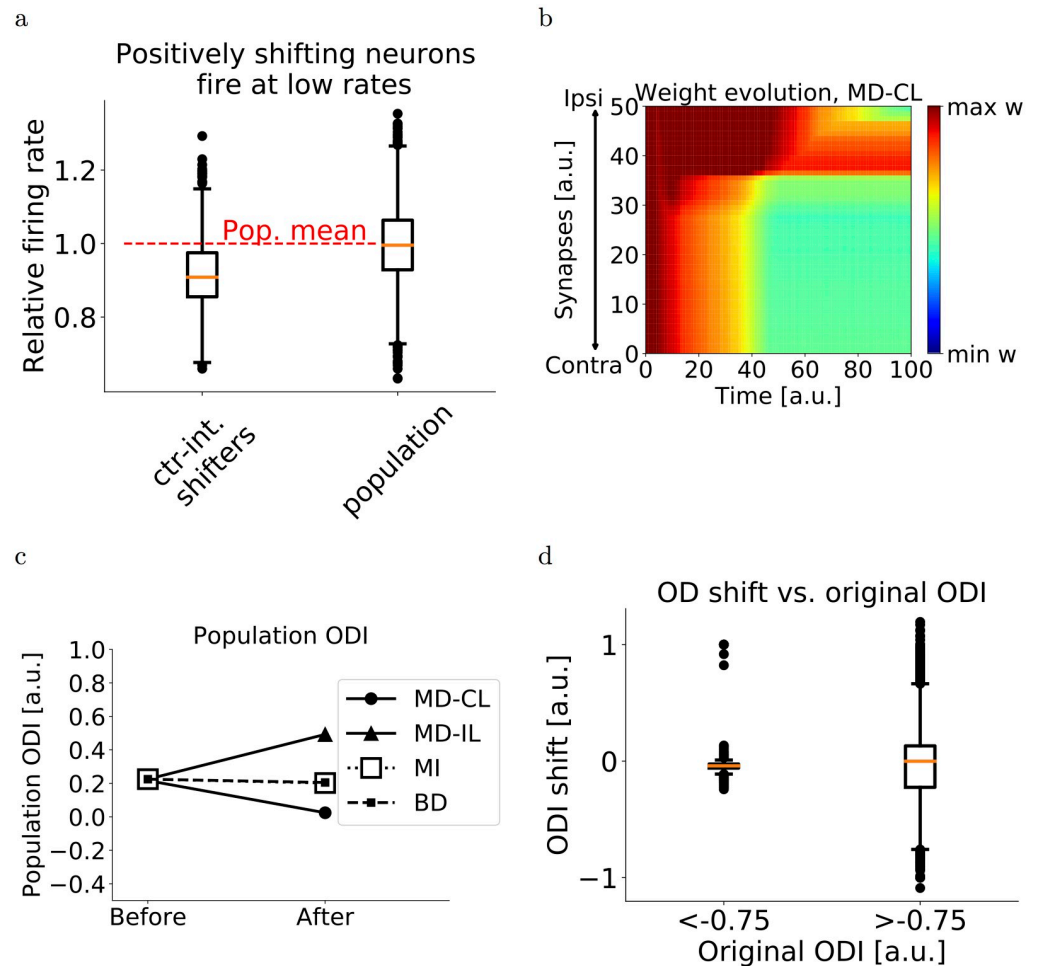 a
Positively shifting neurons
fire at low rates
Relative firing rate
1.2
1.0
0.8
Pop. mean
ctr-int.
shifters
population
b
Weight evolution, MD-CL
Ipsi
Synapses [a.u.]
Contra
50
40
30
20
10
0
0 20 40 60 80 100
Time [a.u.]
max w
min w
c
Population ODI
Population ODI [a.u.]
1.0
0.8
0.6
0.4
0.2
0.0
−0.2
−0.4
Before After
MD-CL
MD-IL
MI
BD
d
OD shift vs. original ODI
ODI shift [a.u.]
1
0
−1
<-0.75 >-0.75
Original ODI [a.u.]